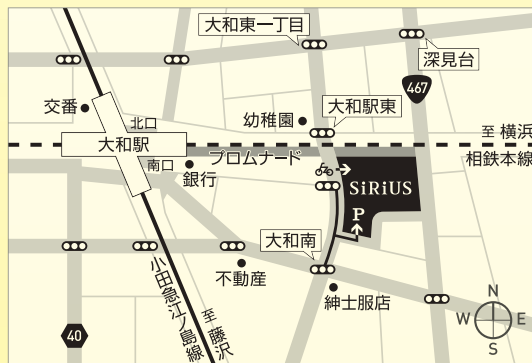 大和東一丁目
深見台
467
交番
北口
幼稚園
大和駅東
至 横浜
大和駅
プロムナード
相鉄本線
南口
銀行
SiRiUS
P
大和南
不動産
紳士服店
小田急江ノ島線
至 藤沢
40
N
W
E
S